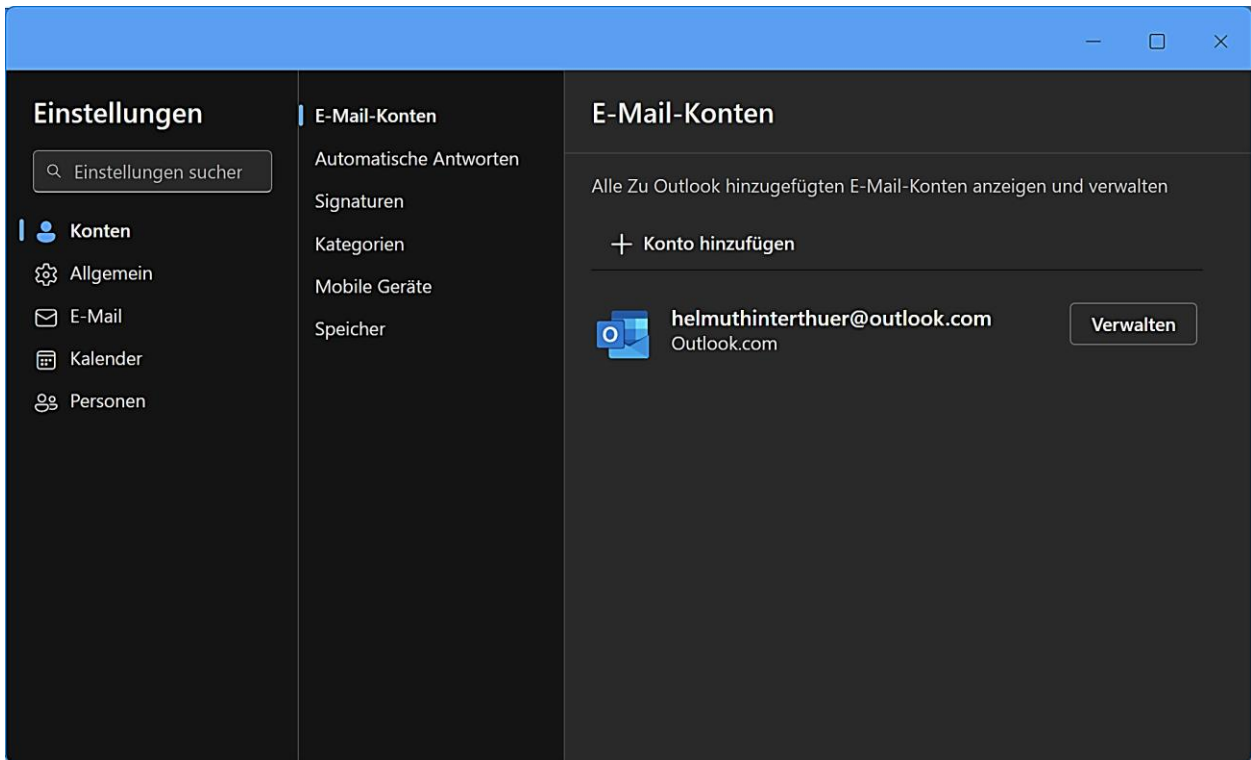 Einstellungen
Einstellungen sucher
Konten
Allgemein
E-Mail
Kalender
Personen
E-Mail-Konten
Automatische Antworten
Signaturen
Kategorien
Mobile Geräte
Speicher
E-Mail-Konten
Alle Zu Outlook hinzugefügten E-Mail-Konten anzeigen und verwalten
Konto hinzufügen
helmuthinterthuer@outlook.com
Outlook.com
Verwalten